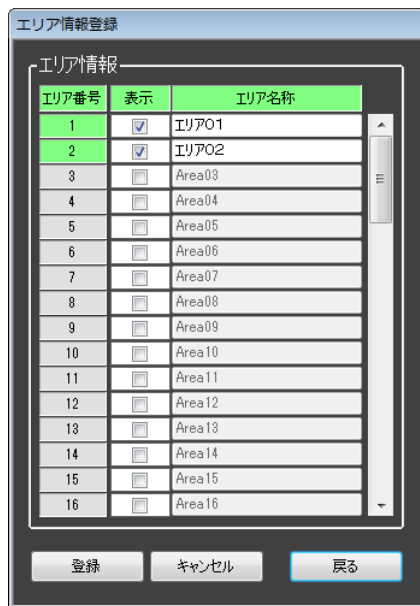 エリア情報登録
エリア情報
エリア番号 表示 エリア名称
1 エリア01
2 エリア02
3 Area03
4 Area04
5 Area05
6 Area06
7 Area07
8 Area08
9 Area09
10 Area10
11 Area11
12 Area12
13 Area13
14 Area14
15 Area15
16 Area16
登録 キャンセル 戻る